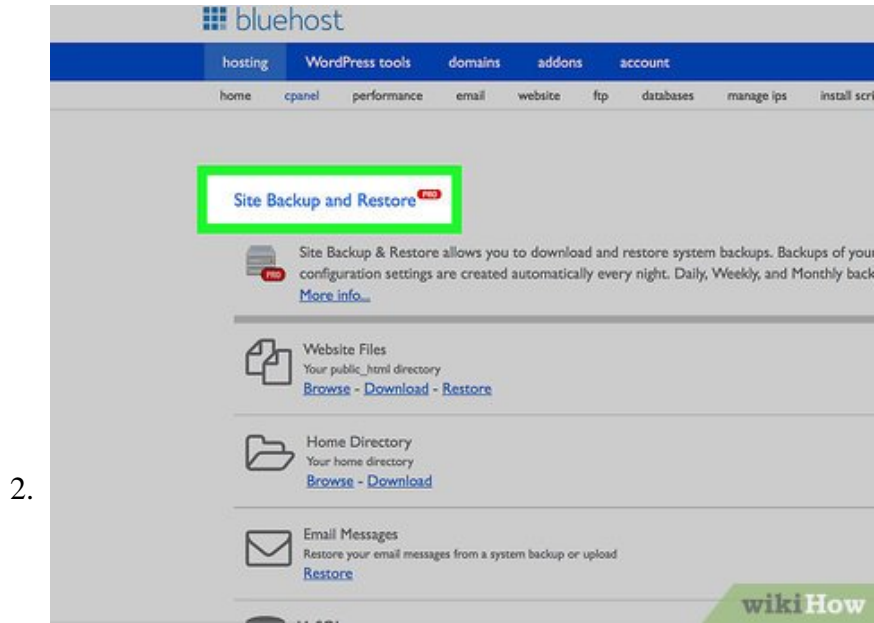 bluehost
hosting WordPress tools domains addons account
home cpanel performance email website ftp databases manage ips install scri
Site Backup and Restore PRO
Site Backup & Restore allows you to download and restore system backups. Backups of your
PRO configuration settings are created automatically every night. Daily, Weekly, and Monthly back
More info...
Website Files
Your public_html directory
Browse - Download - Restore
Home Directory
Your home directory
Browse - Download
2.
Email Messages
Restore your email messages from a system backup or upload
Restore
wikiHow